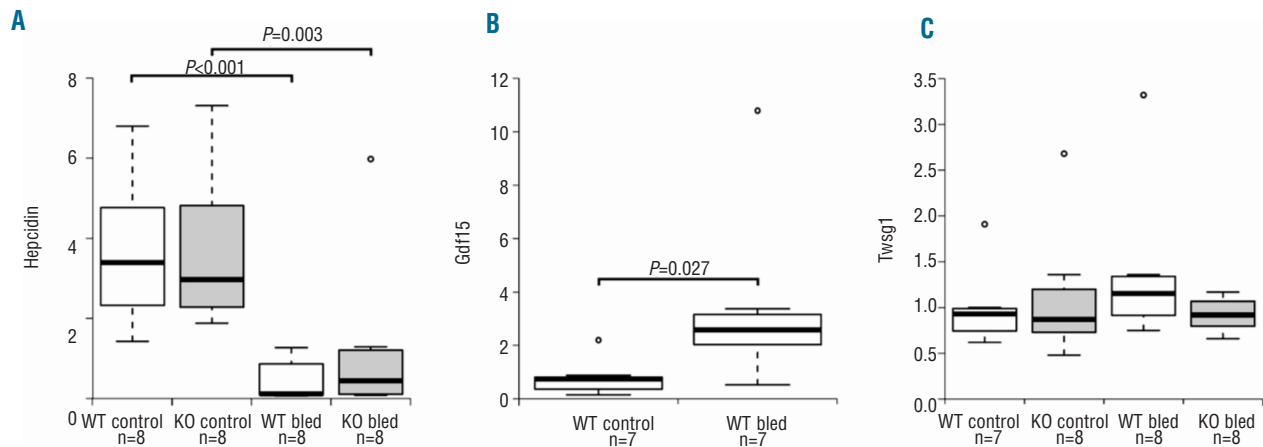 A
P=0.003
P<0.001
8
6
4
2
0
Hepcidin
WT control KO control WT bled KO bled
n=8 n=8 n=8 n=8
B
12
10
8
6
4
2
0
Gdf15
P=0.027
WT control WT bled
n=7 n=7
C
3.5
3.0
2.5
2.0
1.5
1.0
0.5
0.0
Twsg1
WT control KO control WT bled KO bled
n=7 n=8 n=8 n=8